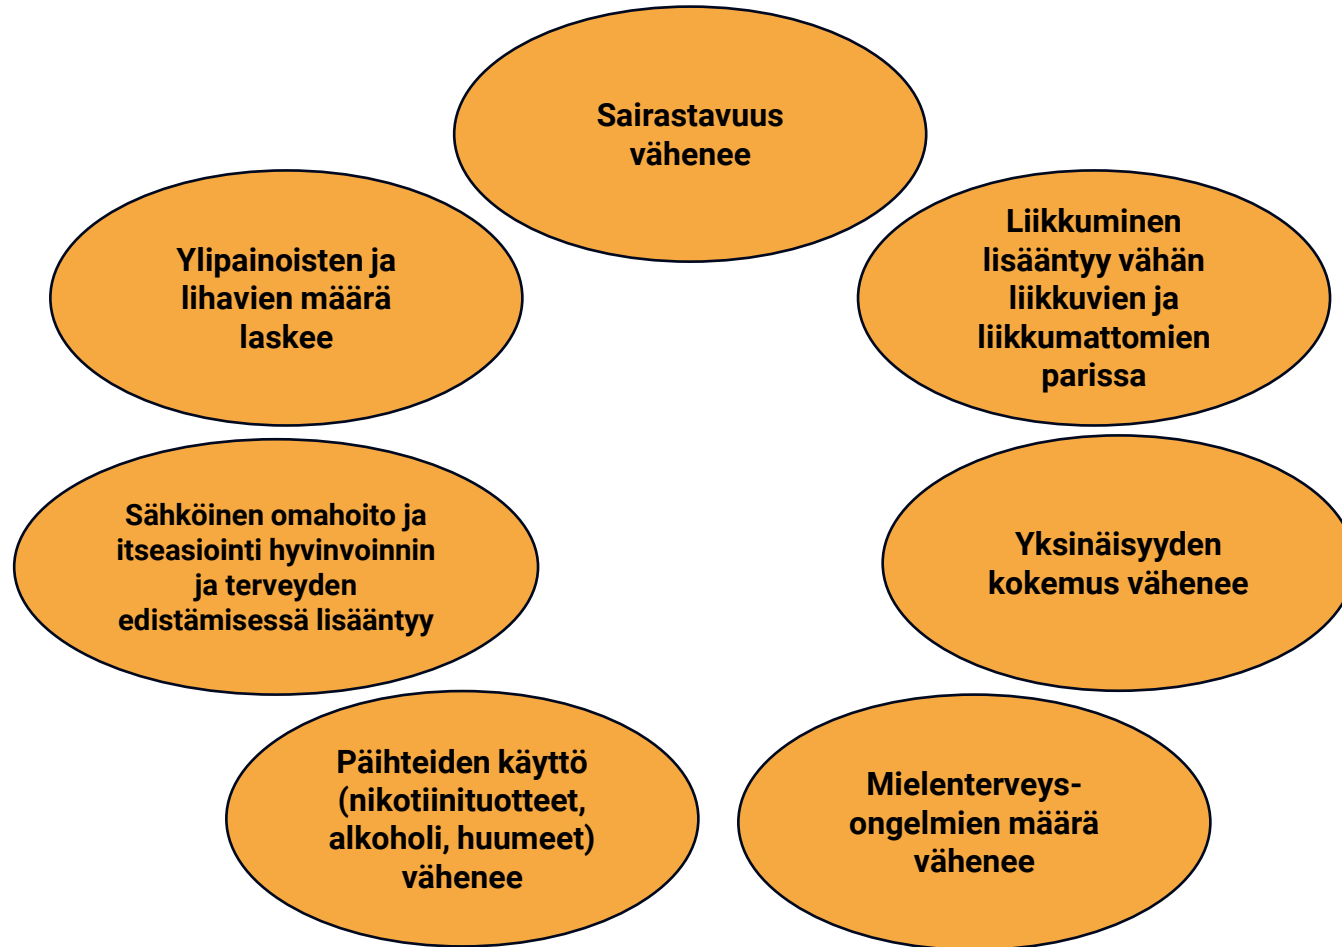 Sairastavuus
vähenee
Liikkuminen
lisääntyy vähän
liikkuvien ja
liikkumattomien
parissa
Yksinäisyyden
kokemus vähenee
Mielenterveys-
ongelmien määrä
vähenee
Päihteiden käyttö
(nikotiinituotteet,
alkoholi, huumeet)
vähenee
Sähköinen omahoito ja
itseasiointi hyvinvoinnin
ja terveyden
edistämisessä lisääntyy
Ylipainoisten ja
lihavien määrä
laskee